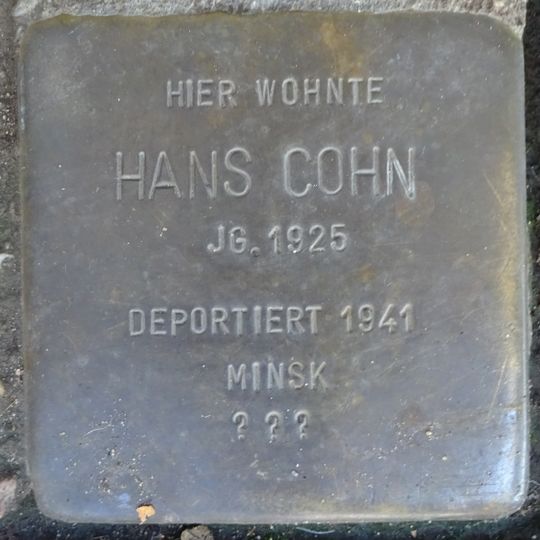 HIER WOHNTE
HANS COHN
JG. 1925
DEPORTIERT 1941
MINSK
???